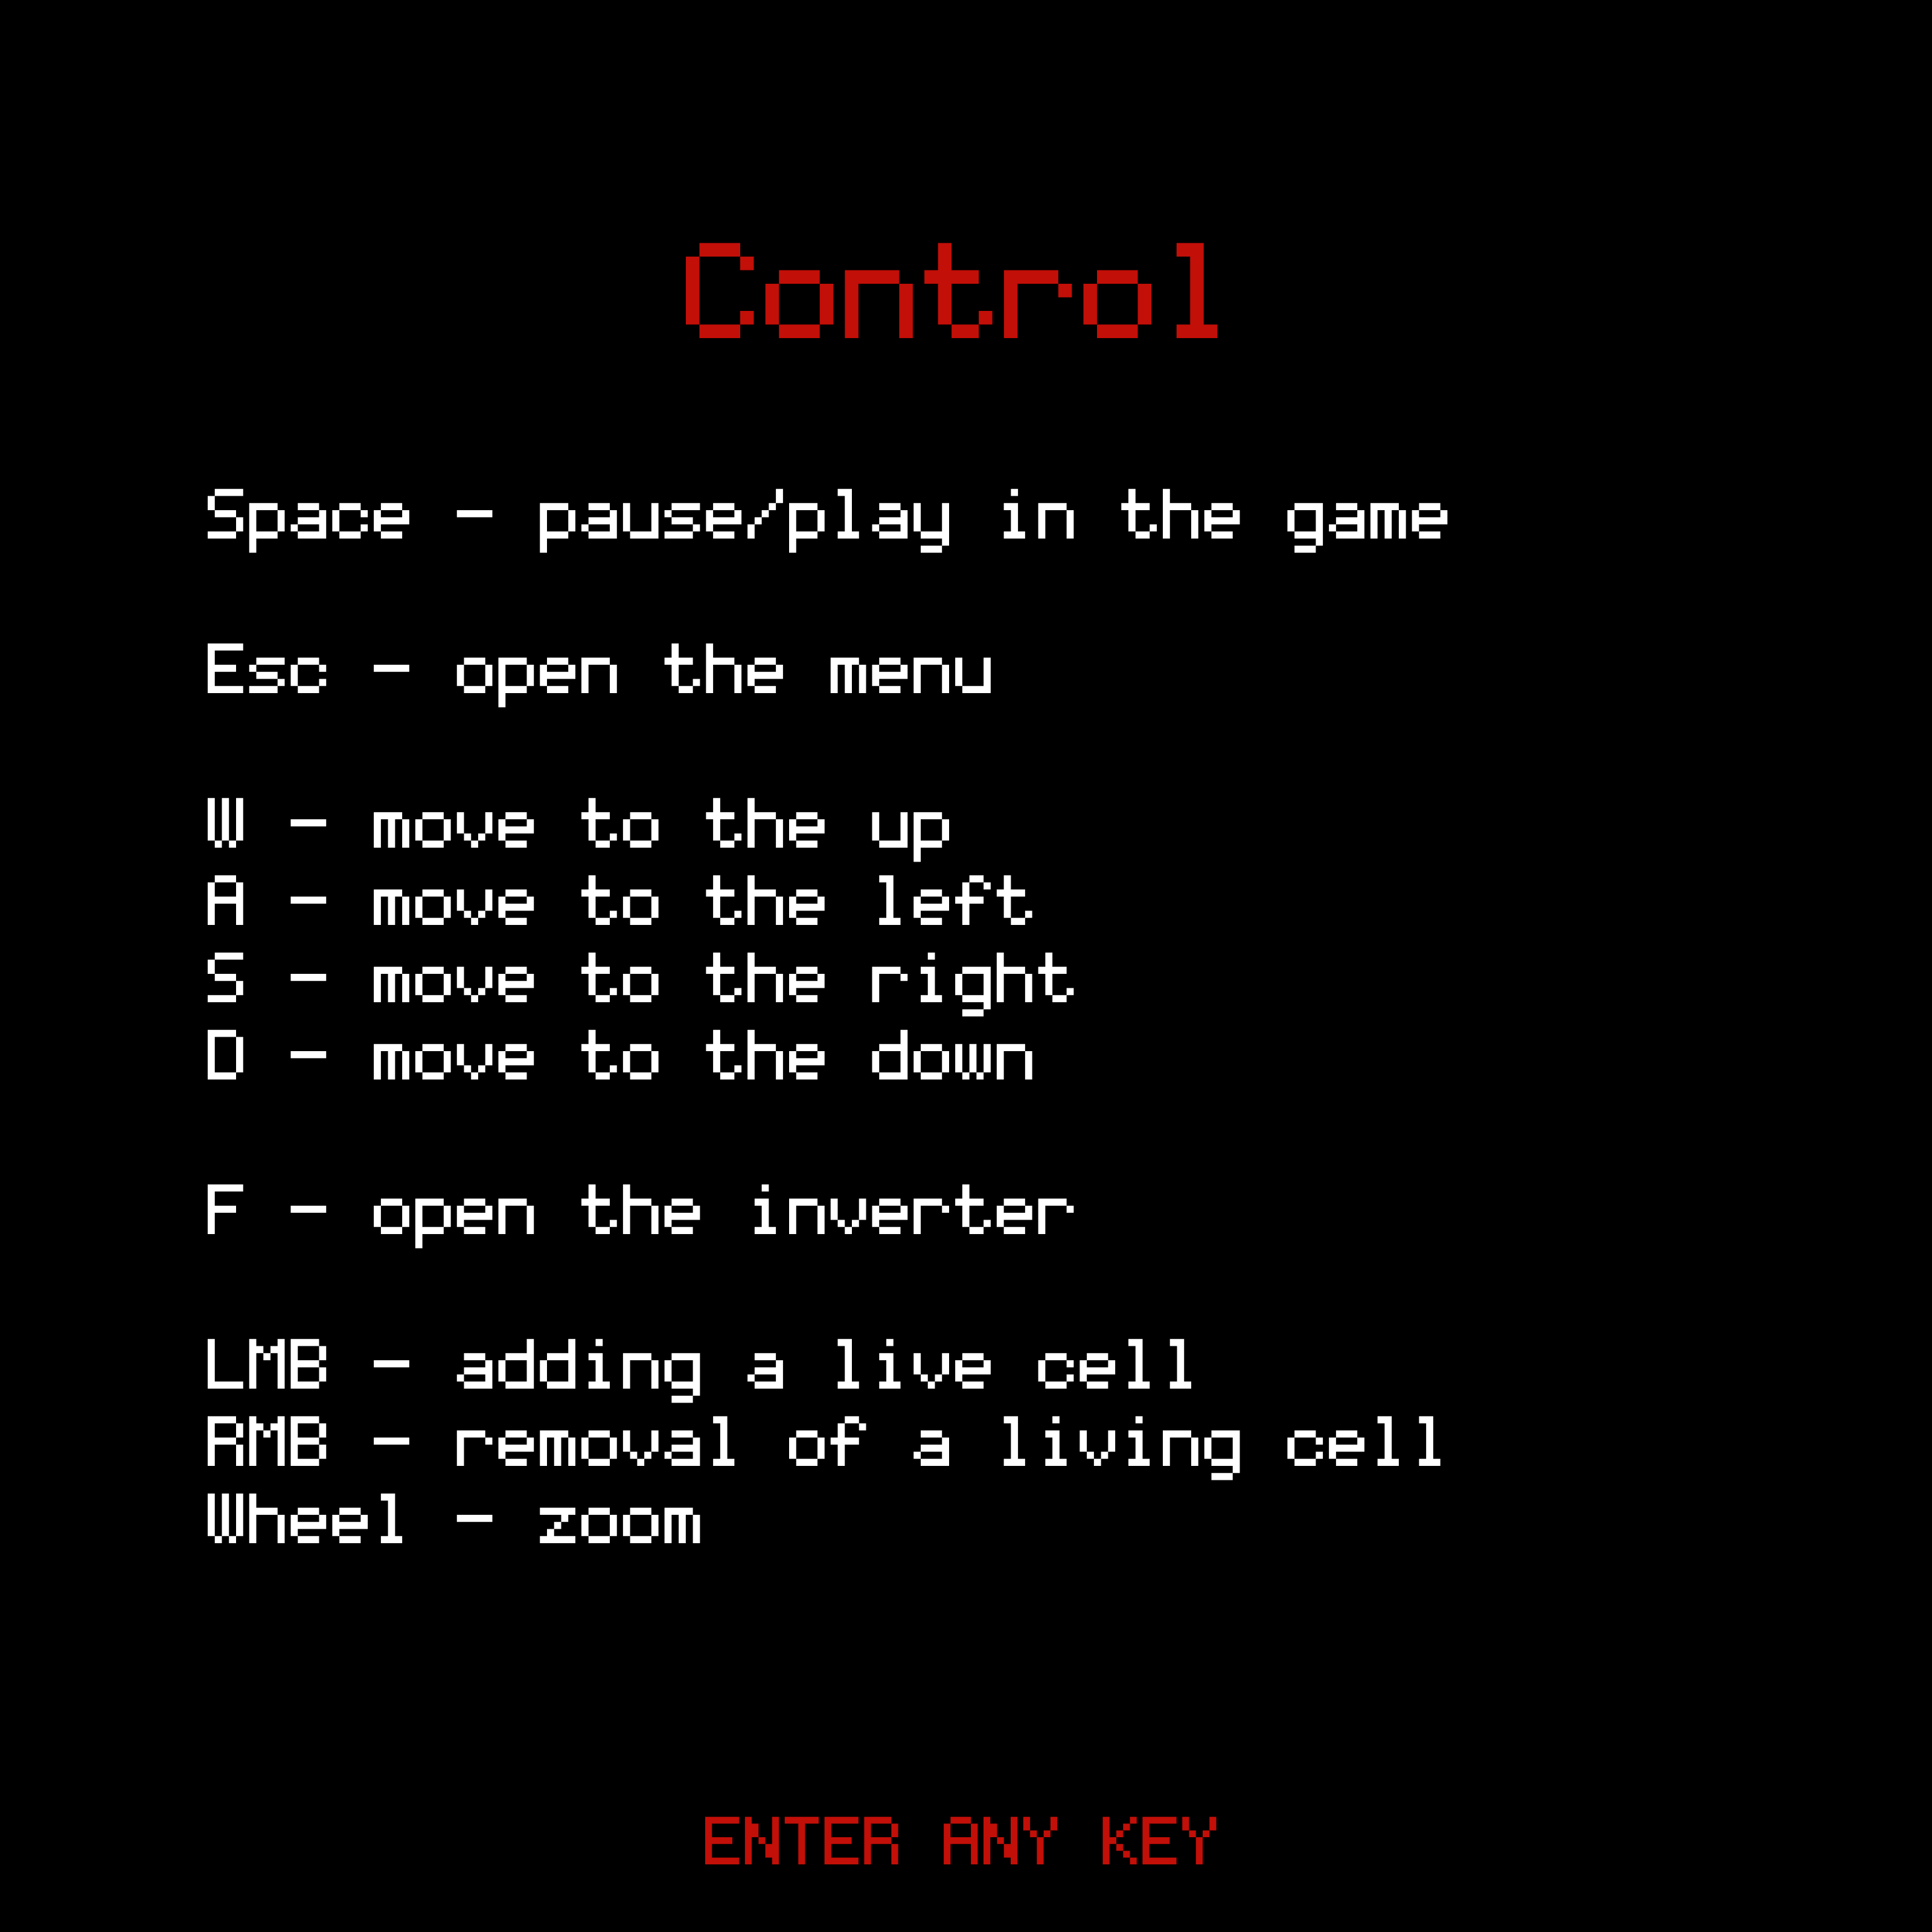 Control
Space - pause/play in the game
Esc - open the menu
W - move to the up
A - move to the left
S - move to the right
D - move to the down
F - open the inverter
LMB - adding a live cell
RMB - removal of a living cell
Wheel - zoom
ENTER ANY KEY